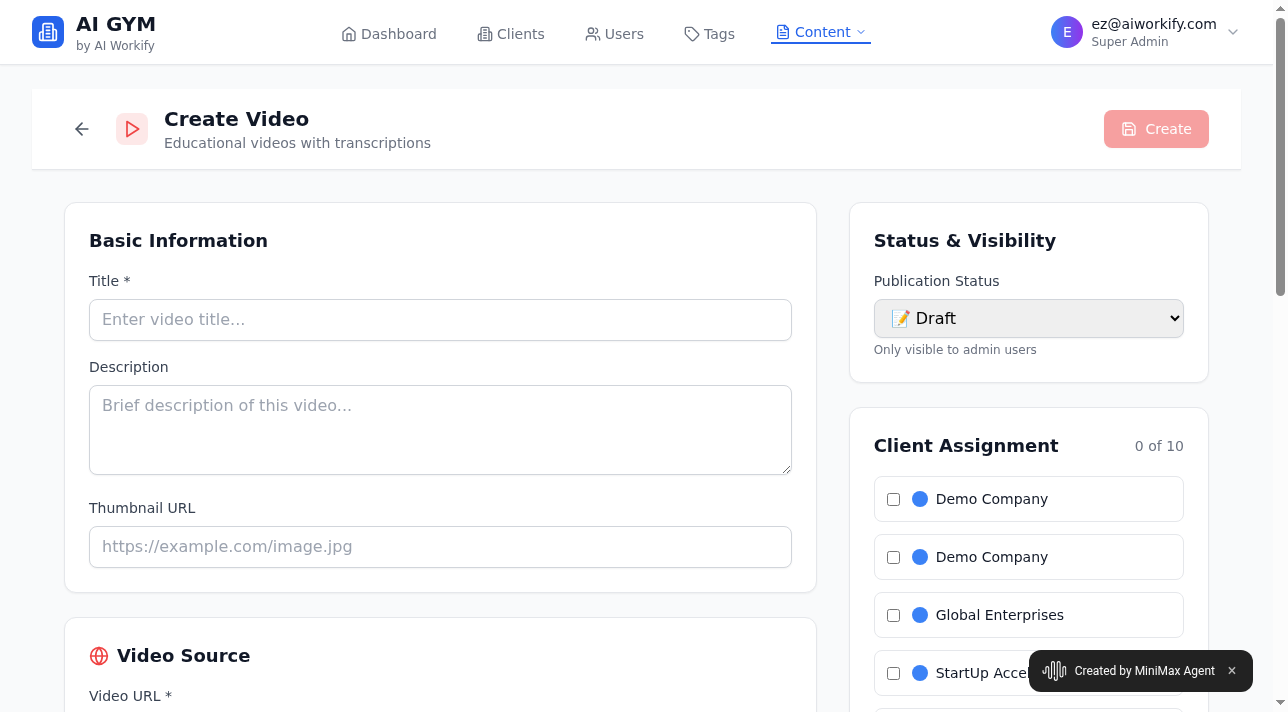 AI GYM
by AI Workify
Dashboard
Clients
Users
Tags
Content
E
ez@aiworkify.com
Super Admin
Create Video
Educational videos with transcriptions
Create
Basic Information
Title *
Enter video title...
Description
Brief description of this video...
Thumbnail URL
https://example.com/image.jpg
Video Source
Video URL *
Status & Visibility
Publication Status
📝 Draft
Only visible to admin users
Client Assignment
0 of 10
Demo Company
Demo Company
Global Enterprises
StartUp
Created by MiniMax Agent